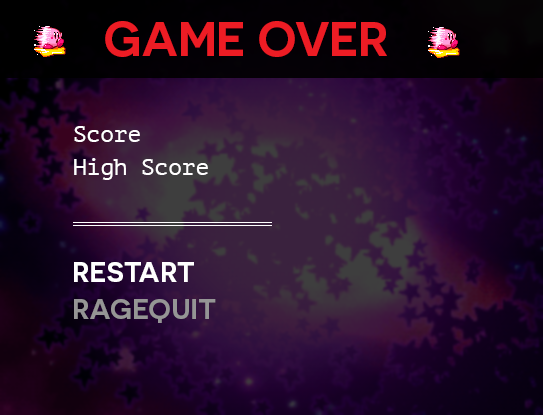 GAME OVER
Score
High Score
RESTART
RAGEQUIT